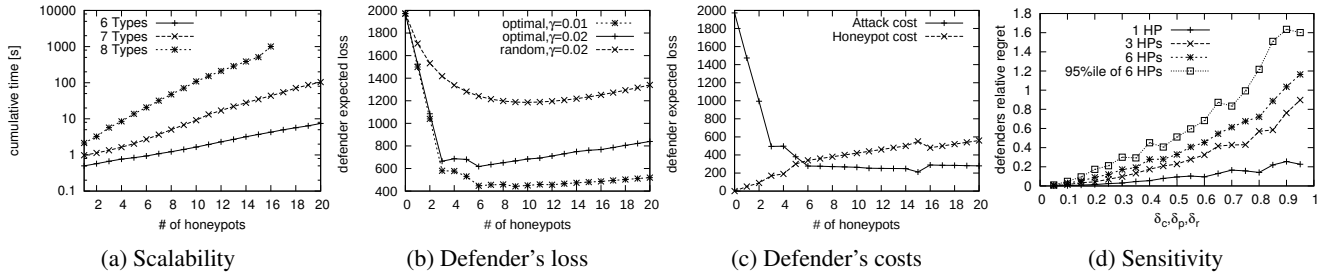 cumulative time [s]
10000
1000
100
10
1
0.1
6 Types
7 Types
8 Types
2 4 6 8 10 12 14 16 18 20
# of honeypots
(a) Scalability
defender expected loss
2000
1800
1600
1400
1200
1000
800
600
400
optimal,γ=0.01
optimal,γ=0.02
random,γ=0.02
0 2 4 6 8 10 12 14 16 18 20
# of honeypots
(b) Defender's loss
defender expected loss
2000
1800
1600
1400
1200
1000
800
600
400
200
0
Attack cost
Honeypot cost
0 2 4 6 8 10 12 14 16 18 20
# of honeypots
(c) Defender's costs
defenders relative regret
1.8
1.6
1.4
1.2
1
0.8
0.6
0.4
0.2
0
1 HP
3 HPs
6 HPs
95%ile of 6 HPs
0 0.1 0.2 0.3 0.4 0.5 0.6 0.7 0.8 0.9 1
δc,δp,δr
(d) Sensitivity